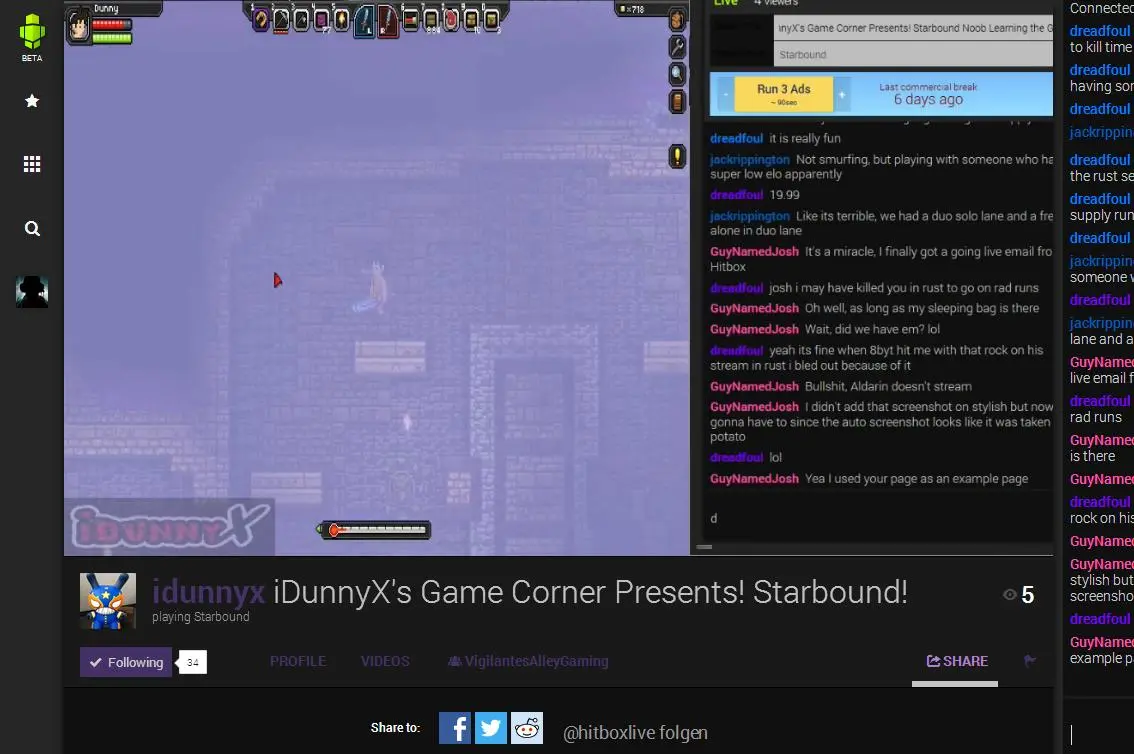 BETA
Dunny
×718
Live 4 viewers
inyX's Game Corner Presents! Starbound Noob Learning the G
Starbound
- Run 3 Ads +
~ 90sec
Last commercial break
6 days ago
dreadfoul it is really fun
jackrippington Not smurfing, but playing with someone who ha
super low elo apparently
dreadfoul 19.99
jackrippington Like its terrible, we had a duo solo lane and a fre
alone in duo lane
GuyNamedJosh It's a miracle, I finally got a going live email fro
Hitbox
dreadfoul josh i may have killed you in rust to go on rad runs
GuyNamedJosh Oh well, as long as my sleeping bag is there
GuyNamedJosh Wait, did we have em? lol
dreadfoul yeah its fine when 8byt hit me with that rock on his
stream in rust i bled out because of it
GuyNamedJosh Bullshit, Aldarin doesn't stream
GuyNamedJosh I didn't add that screenshot on stylish but now
gonna have to since the auto screenshot looks like it was taken
potato
dreadfoul lol
GuyNamedJosh Yea I used your page as an example page
d
iDUNNYX
idunnyx iDunnyX's Game Corner Presents! Starbound!
playing Starbound
5
Following 34
PROFILE VIDEOS VigilantesAlleyGaming SHARE
Share to:
@hitboxlive folgen
Connected
dreadfoul
to kill time
dreadfoul
having sor
dreadfoul
jackrippin
dreadfoul
the rust se
dreadfoul
supply run
dreadfoul
jackrippin
someone w
dreadfoul
jackrippin
lane and a
GuyNamed
live email f
dreadfoul
rad runs
GuyNamed
is there
GuyNamed
dreadfoul
rock on his
GuyNamed
GuyNamed
stylish but
screensho
dreadfoul
GuyNamed
example p